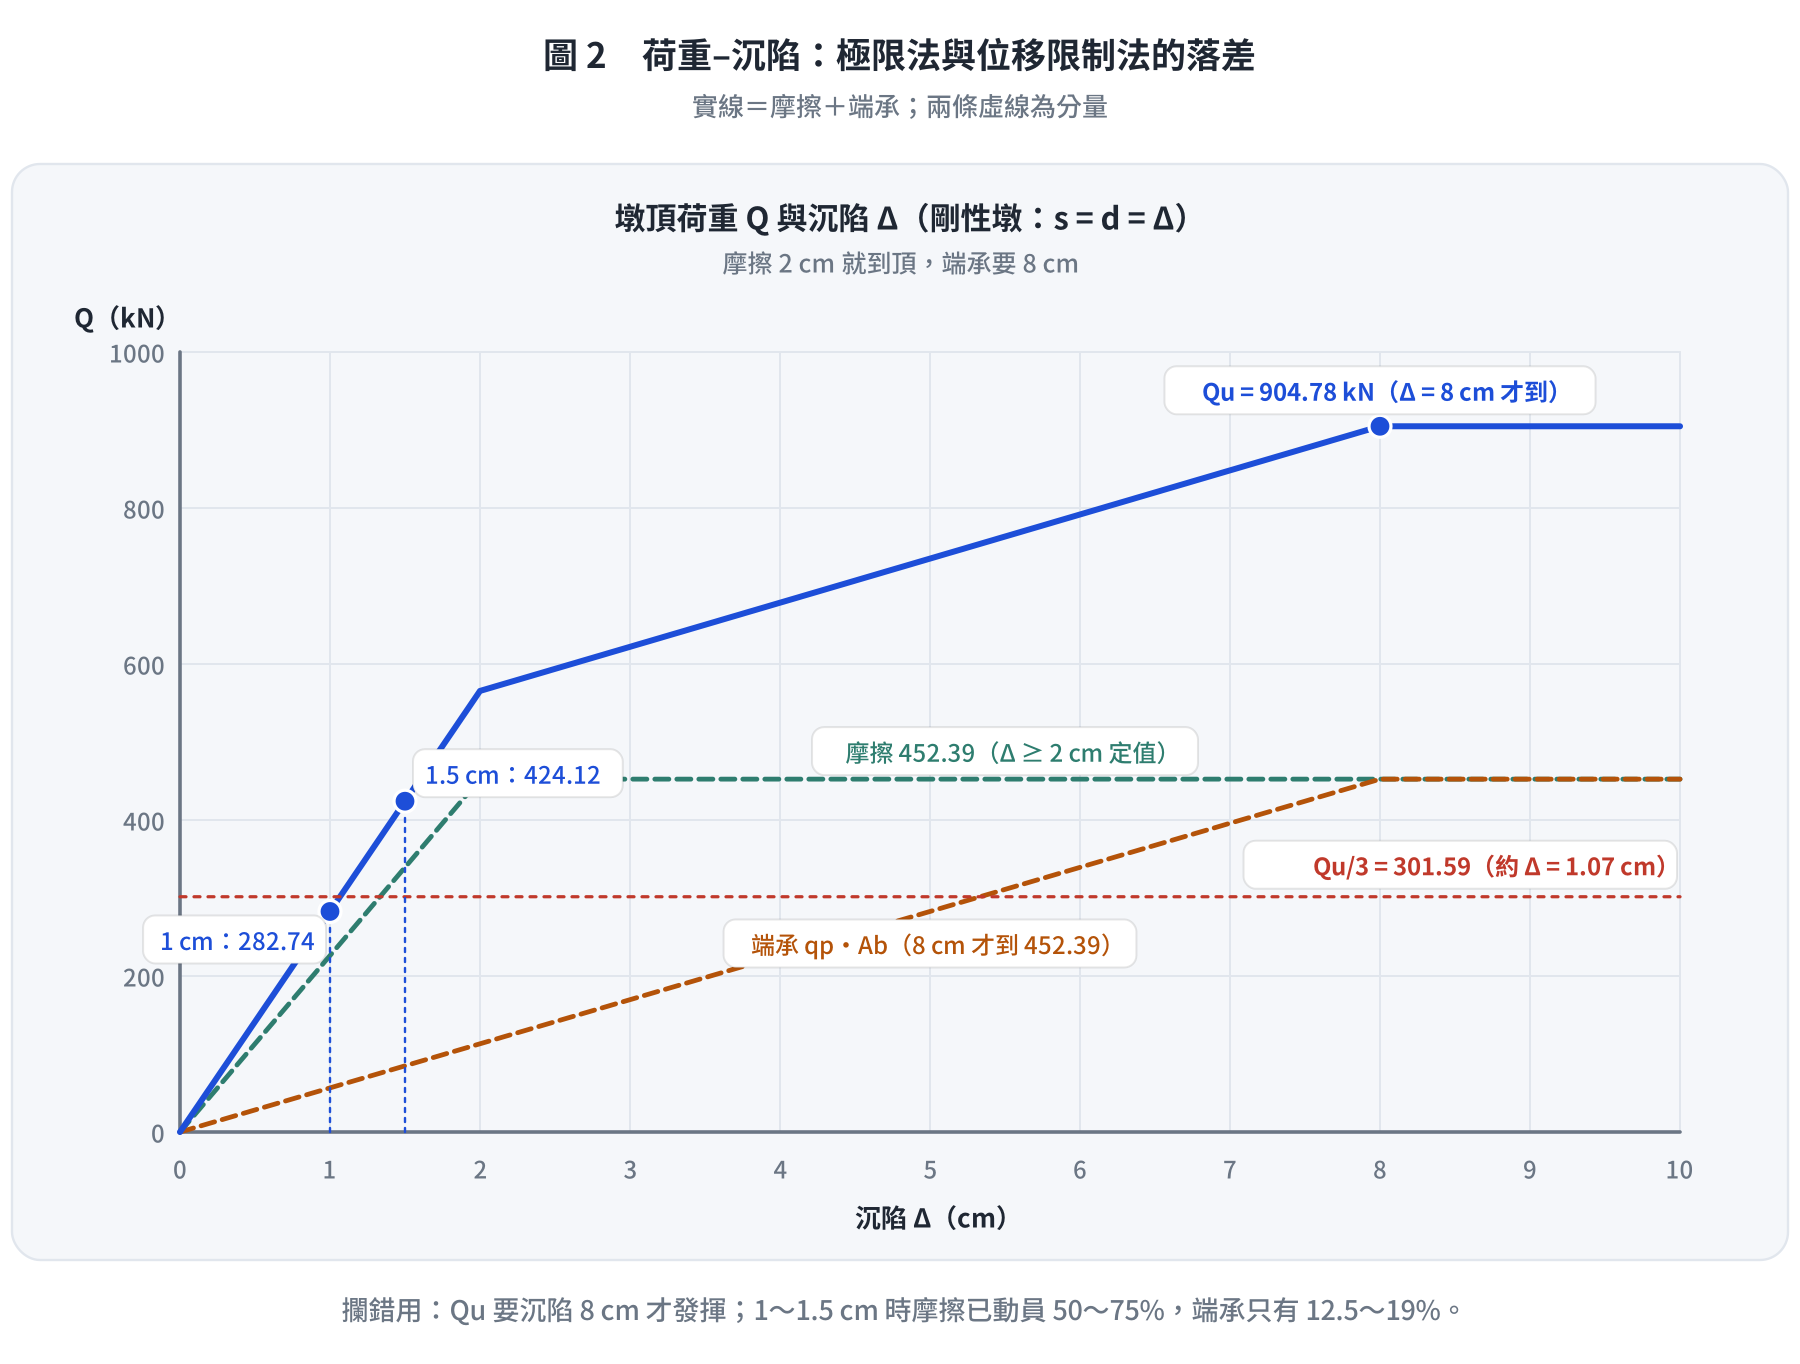 圖 2　荷重–沉陷：極限法與位移限制法的落差
實線＝摩擦＋端承；兩條虛線為分量
墩頂荷重 Q 與沉陷 Δ（剛性墩：s = d = Δ）
摩擦 2 cm 就到頂，端承要 8 cm
Q（kN）
1000
800
600
400
200
0
Qu = 904.78 kN（Δ = 8 cm 才到）
摩擦 452.39（Δ ≥ 2 cm 定值）
1.5 cm：424.12
Qu/3 = 301.59（約 Δ = 1.07 cm）
1 cm：282.74
端承 qp・Ab（8 cm 才到 452.39）
0 1 2 3 4 5 6 7 8 9 10
沉陷 Δ（cm）
攔錯用：Qu 要沉陷 8 cm 才發揮；1～1.5 cm 時摩擦已動員 50～75%，端承只有 12.5～19%。